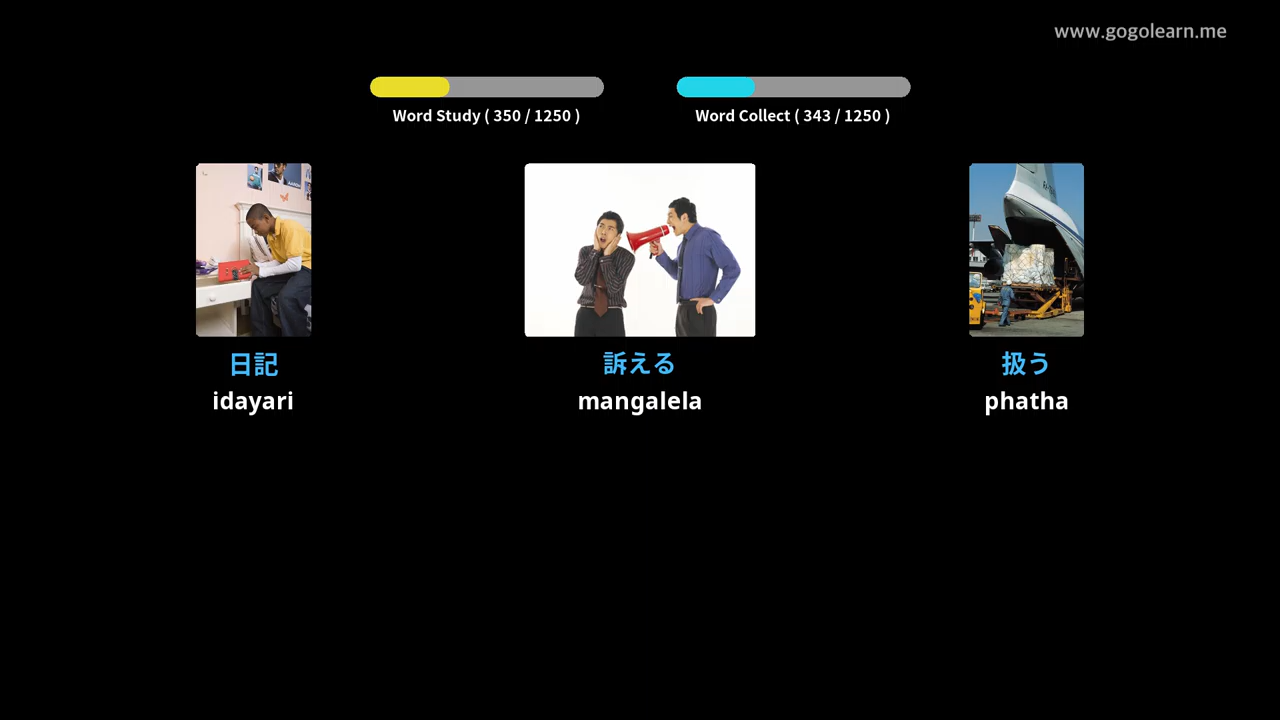 www.gogolearn.me
Word Study ( 350 / 1250 )
Word Collect ( 343 / 1250 )
日記
idayari
訴える
mangalela
扱う
phatha